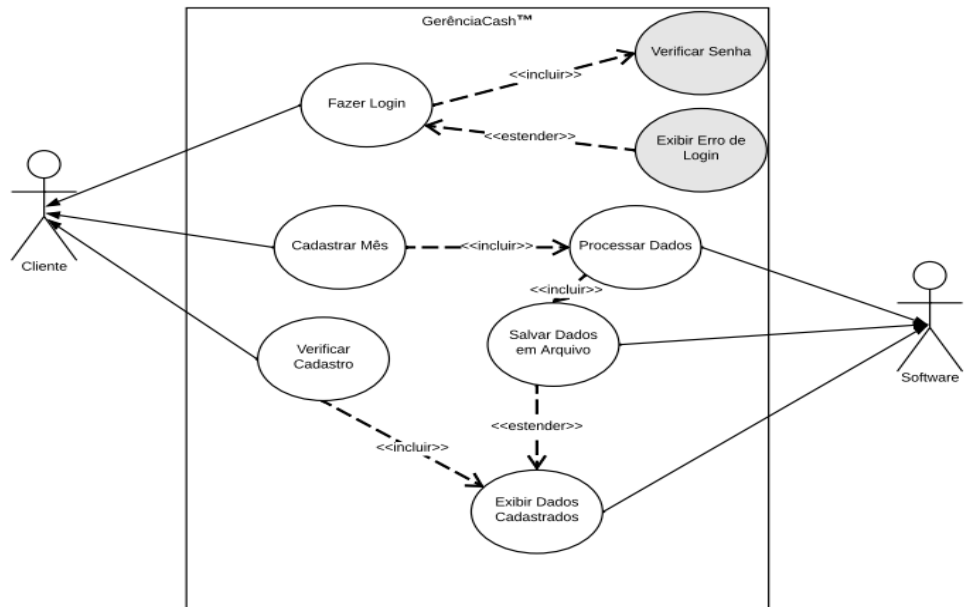 GerênciaCash™
Verificar Senha
<<incluir>>
Fazer Login
<<estender>>
Exibir Erro de
Login
Cliente
Cadastrar Mês
<<incluir>>
Processar Dados
<<incluir>>
Verificar
Cadastro
Salvar Dados
em Arquivo
Software
<<estender>>
<<incluir>>
Exibir Dados
Cadastrados